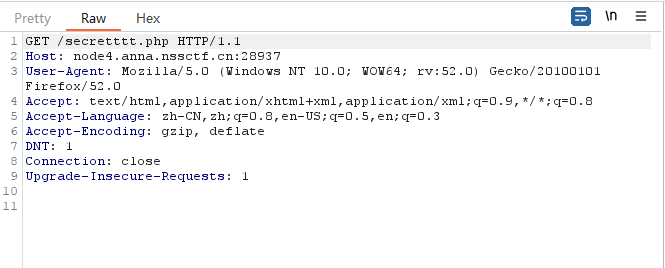 Pretty Raw Hex \n
1 GET /secretttt.php HTTP/1.1
2 Host: node4.anna.nssctf.cn:28937
3 User-Agent: Mozilla/5.0 (Windows NT 10.0; WOW64; rv:52.0) Gecko/20100101
Firefox/52.0
4 Accept: text/html,application/xhtml+xml,application/xml;q=0.9,*/*;q=0.8
5 Accept-Language: zh-CN,zh;q=0.8,en-US;q=0.5,en;q=0.3
6 Accept-Encoding: gzip, deflate
7 DNT: 1
8 Connection: close
9 Upgrade-Insecure-Requests: 1
10
11